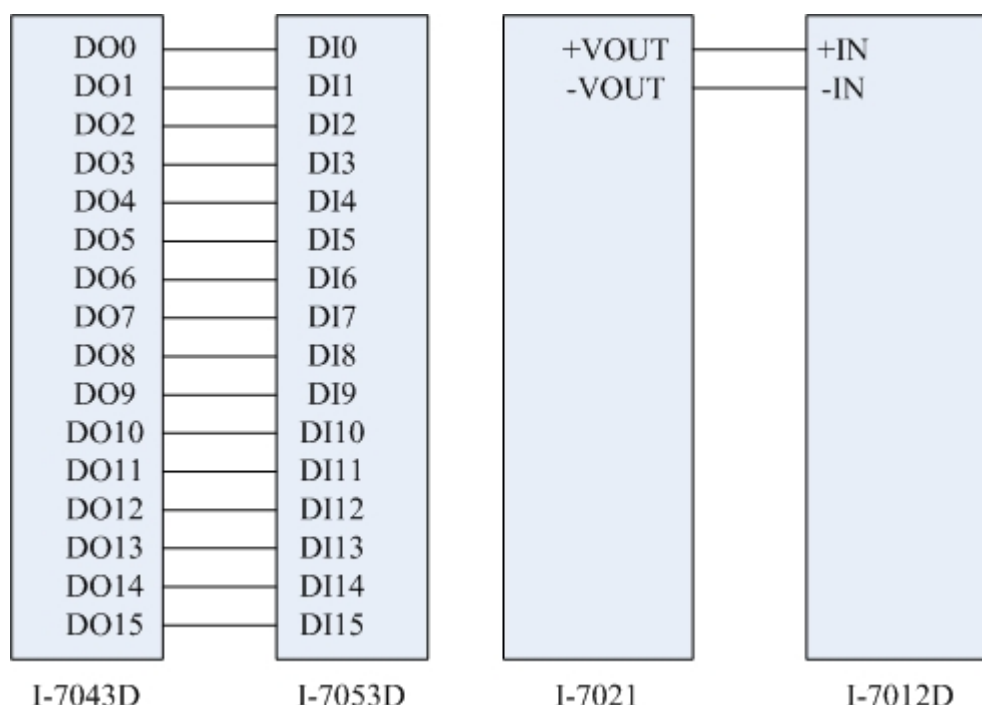 DO0 DI0
DO1 DI1
DO2 DI2
DO3 DI3
DO4 DI4
DO5 DI5
DO6 DI6
DO7 DI7
DO8 DI8
DO9 DI9
DO10 DI10
DO11 DI11
DO12 DI12
DO13 DI13
DO14 DI14
DO15 DI15
I-7043D I-7053D
+VOUT +IN
-VOUT -IN
I-7021 I-7012D